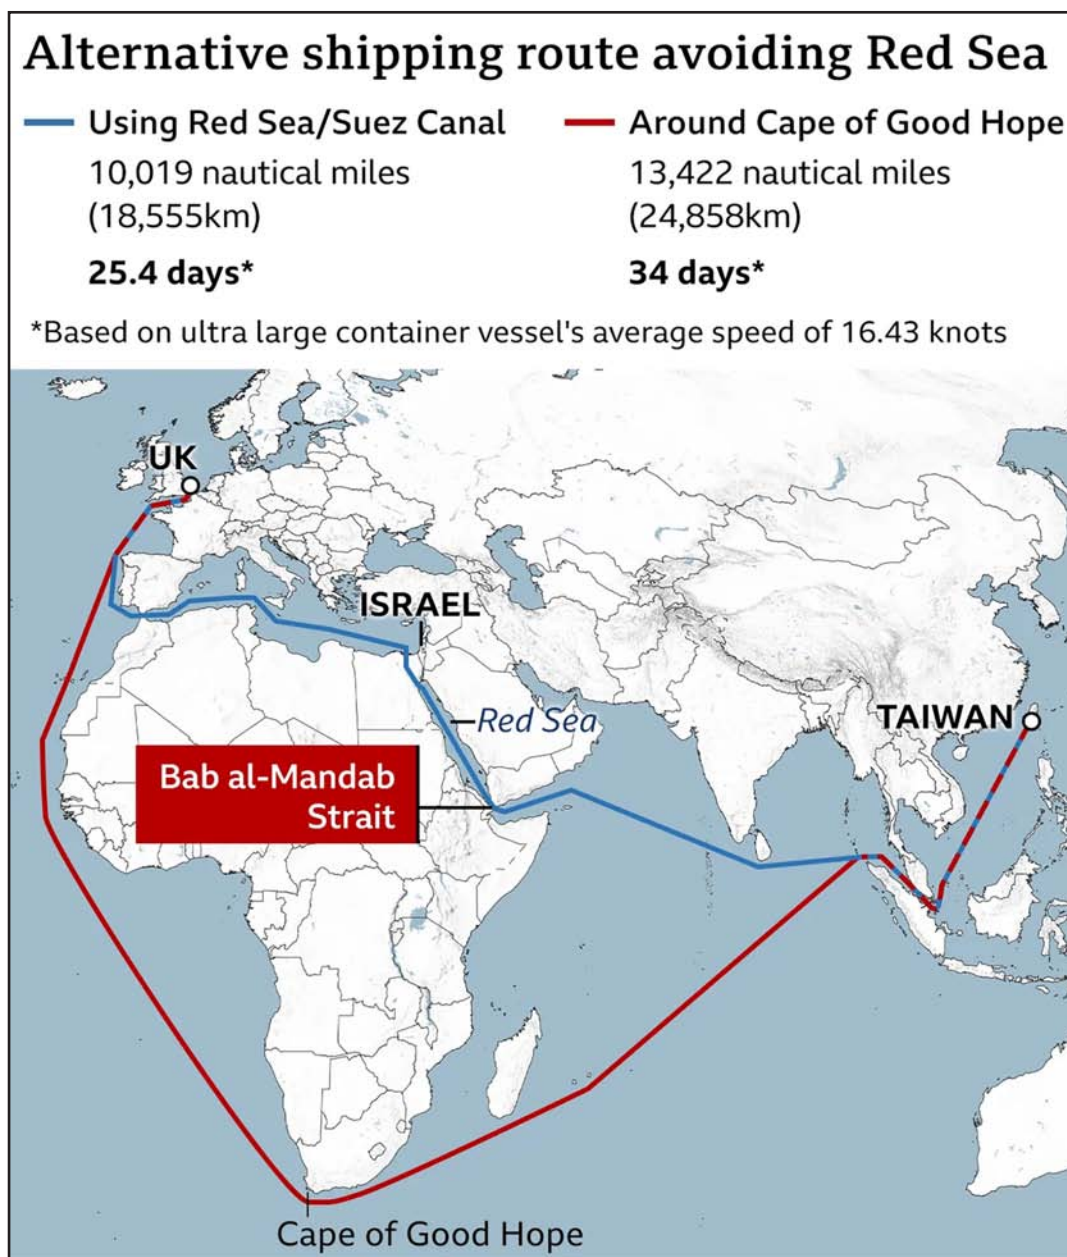 Alternative shipping route avoiding Red Sea
Using Red Sea/Suez Canal
10,019 nautical miles
(18,555km)
25.4 days*
Around Cape of Good Hope
13,422 nautical miles
(24,858km)
34 days*
*Based on ultra large container vessel's average speed of 16.43 knots
UK
ISRAEL
Red Sea
TAIWAN
Bab al-Mandab
Strait
Cape of Good Hope